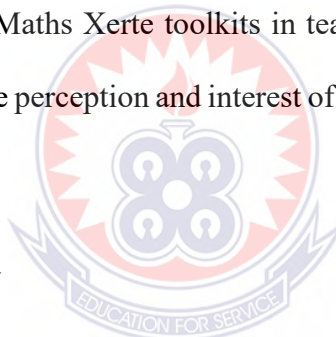 Maths Xerte toolkits in tea
e perception and interest of
EDUCATION FOR SERVICE